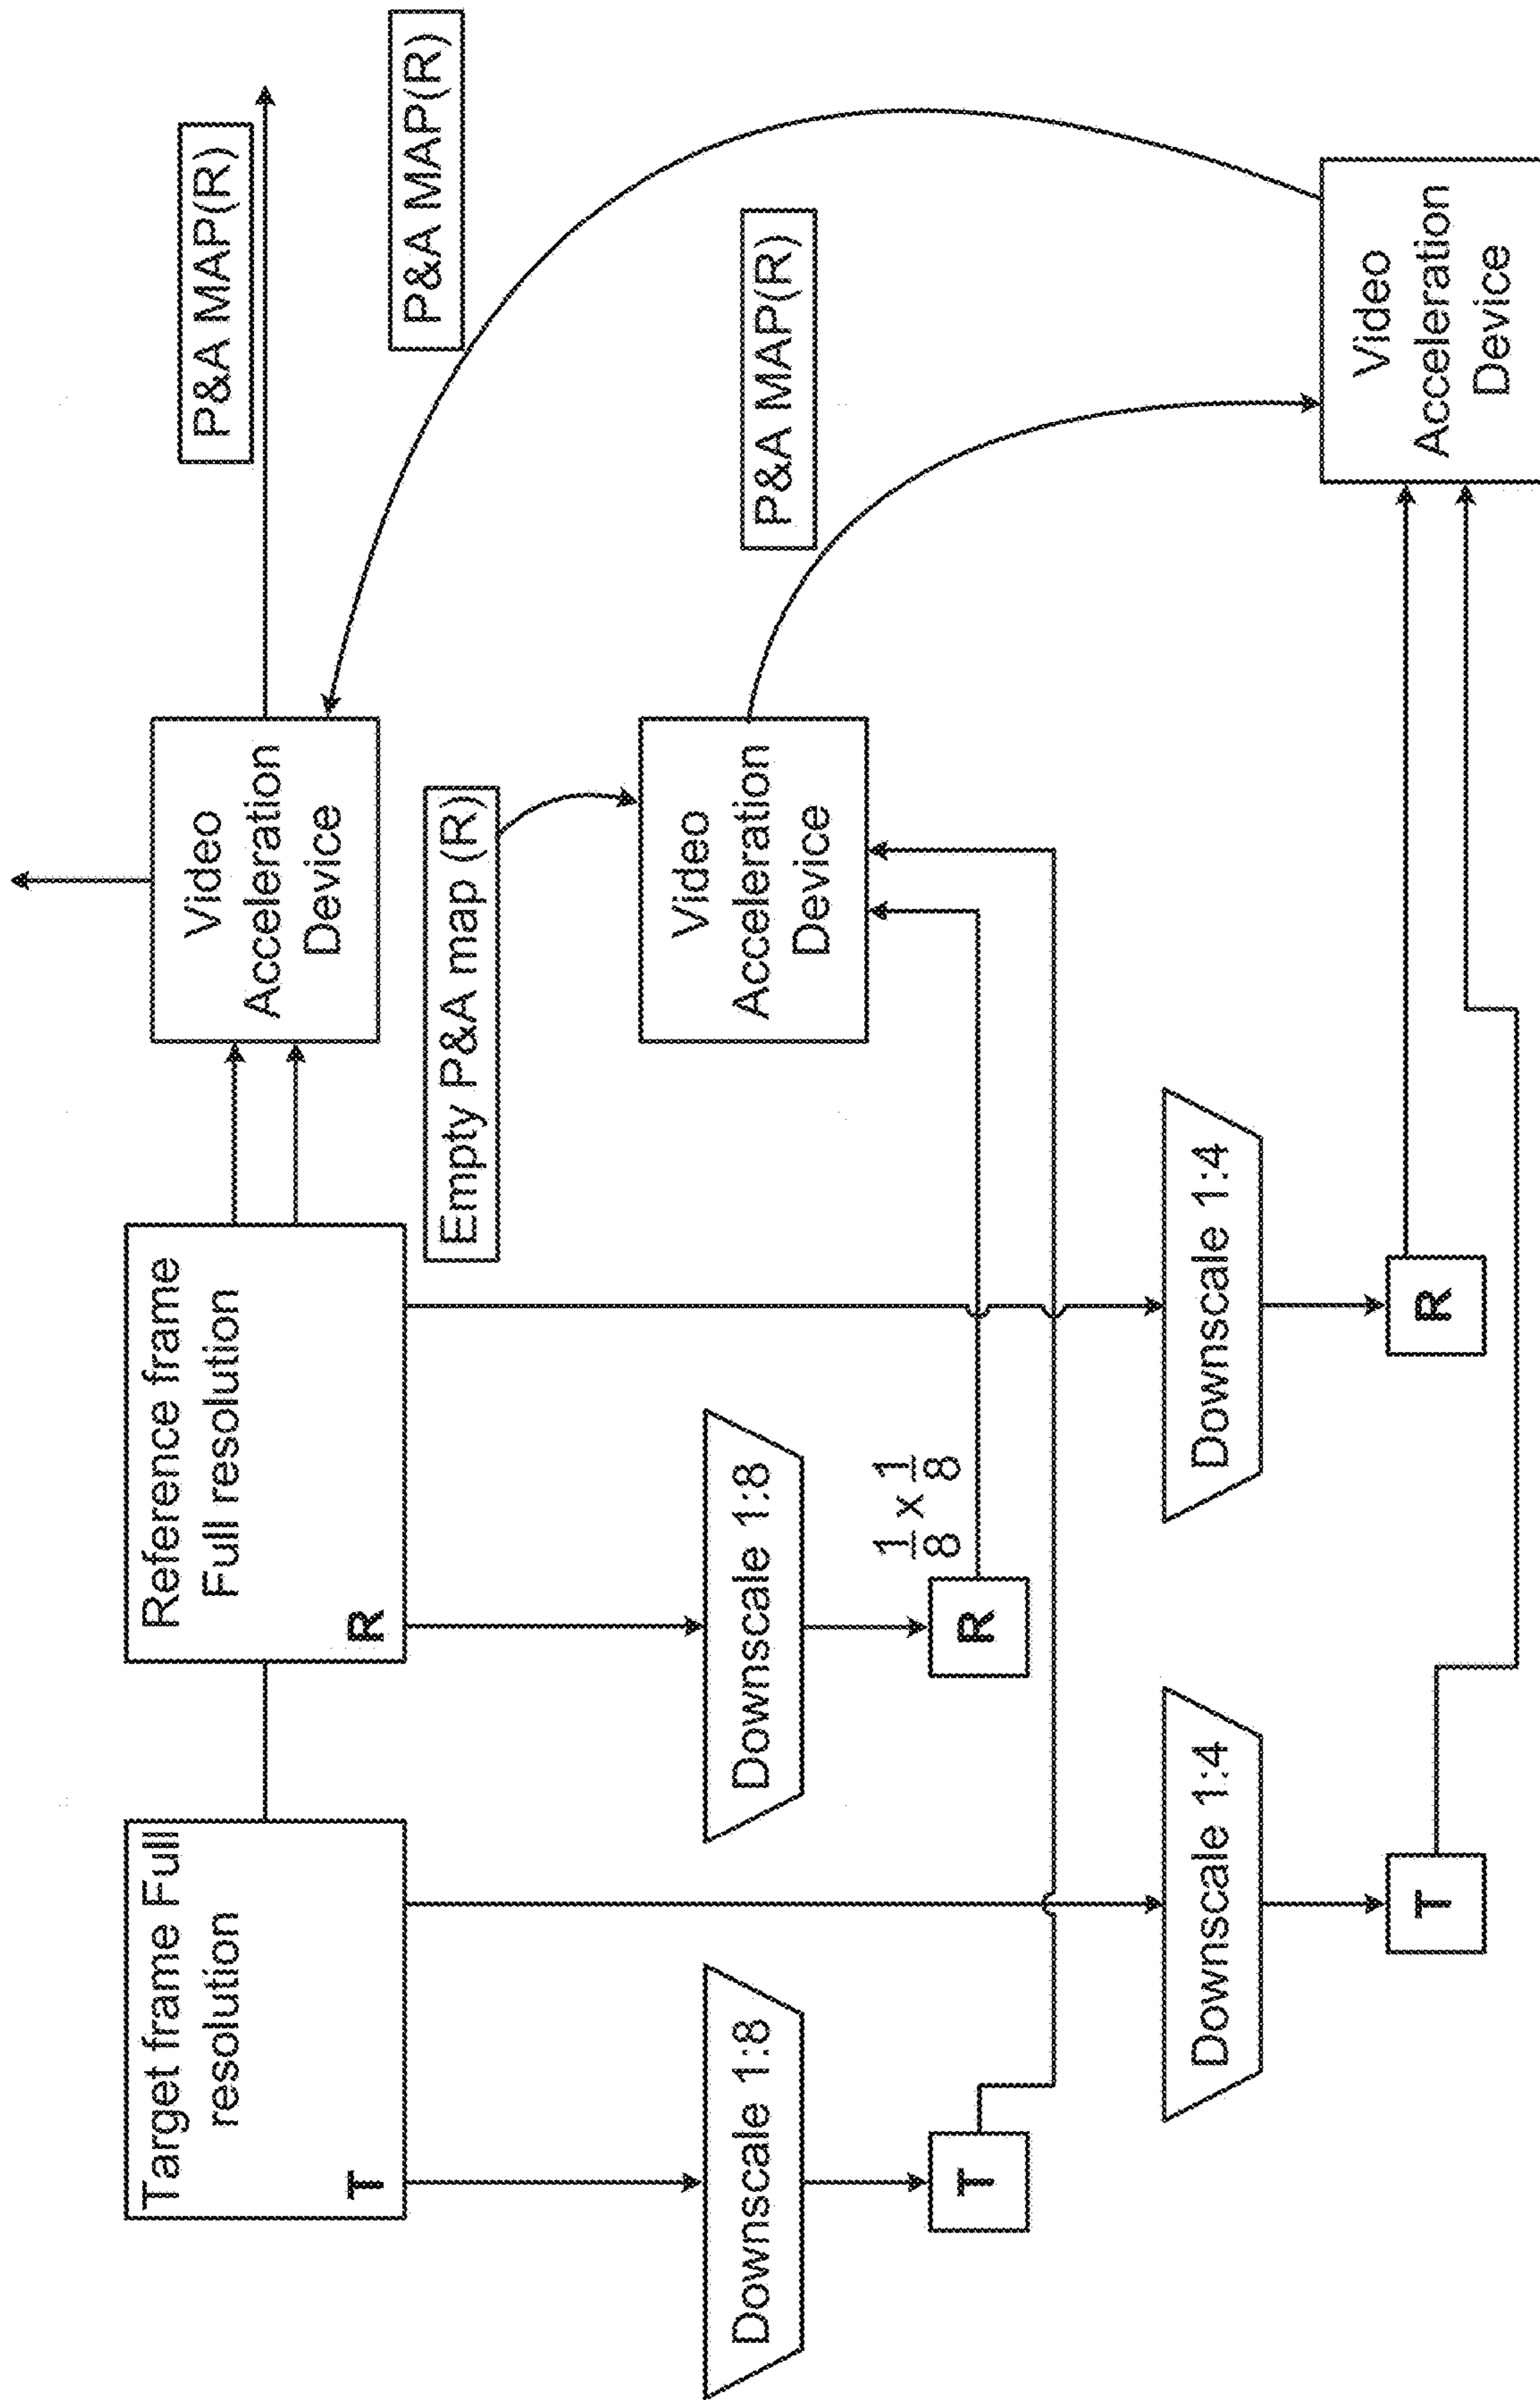 Target frame Full
resolution
T
Reference frame
Full resolution
R
Video
Acceleration
Device
P&A MAP(R)
P&A MAP(R)
Empty P&A map (R)
Downscale 1:8
Downscale 1:8
Video
Acceleration
Device
P&A MAP(R)
T
R
1/8 x 1/8
Downscale 1:4
Downscale 1:4
T
R
Video
Acceleration
Device